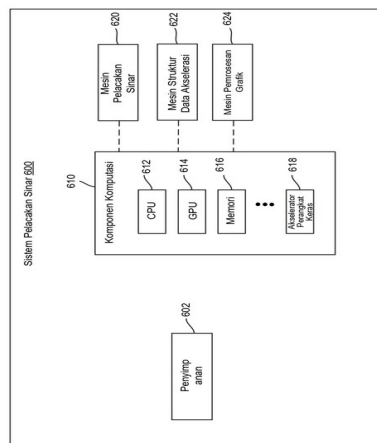 Sistem Pelacakan Sinar 600
610
Komponen Komputasi
612
CPU
614
GPU
616
Memori
618
Akselerator
Perangkat
Keras
620
Mesin
Pelacakan
Sinar
622
Mesin Struktur
Data Akselerasi
624
Mesin Pemrosesan
Grafik
602
Penyimp
anan